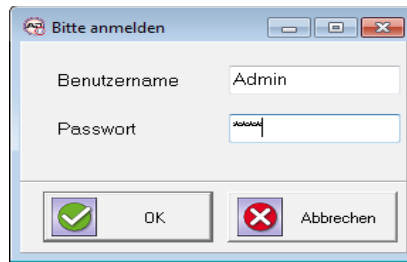 Bitte anmelden
Benutzername Admin
Passwort *****
OK Abbrechen